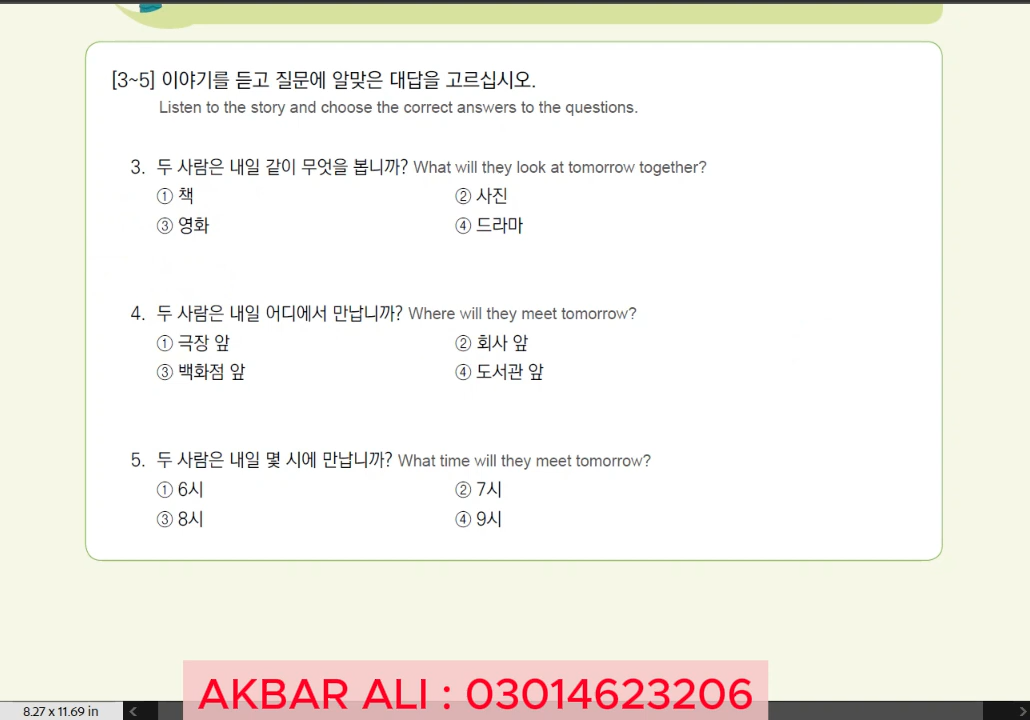 [3~5] 이야기를 듣고 질문에 알맞은 대답을 고르십시오.
Listen to the story and choose the correct answers to the questions.
3. 두 사람은 내일 같이 무엇을 봅니까? What will they look at tomorrow together?
① 책 ② 사진
③ 영화 ④ 드라마
4. 두 사람은 내일 어디에서 만납니까? Where will they meet tomorrow?
① 극장 앞 ② 회사 앞
③ 백화점 앞 ④ 도서관 앞
5. 두 사람은 내일 몇 시에 만납니까? What time will they meet tomorrow?
① 6시 ② 7시
③ 8시 ④ 9시
AKBAR ALI : 03014623206
8.27 x 11.69 in